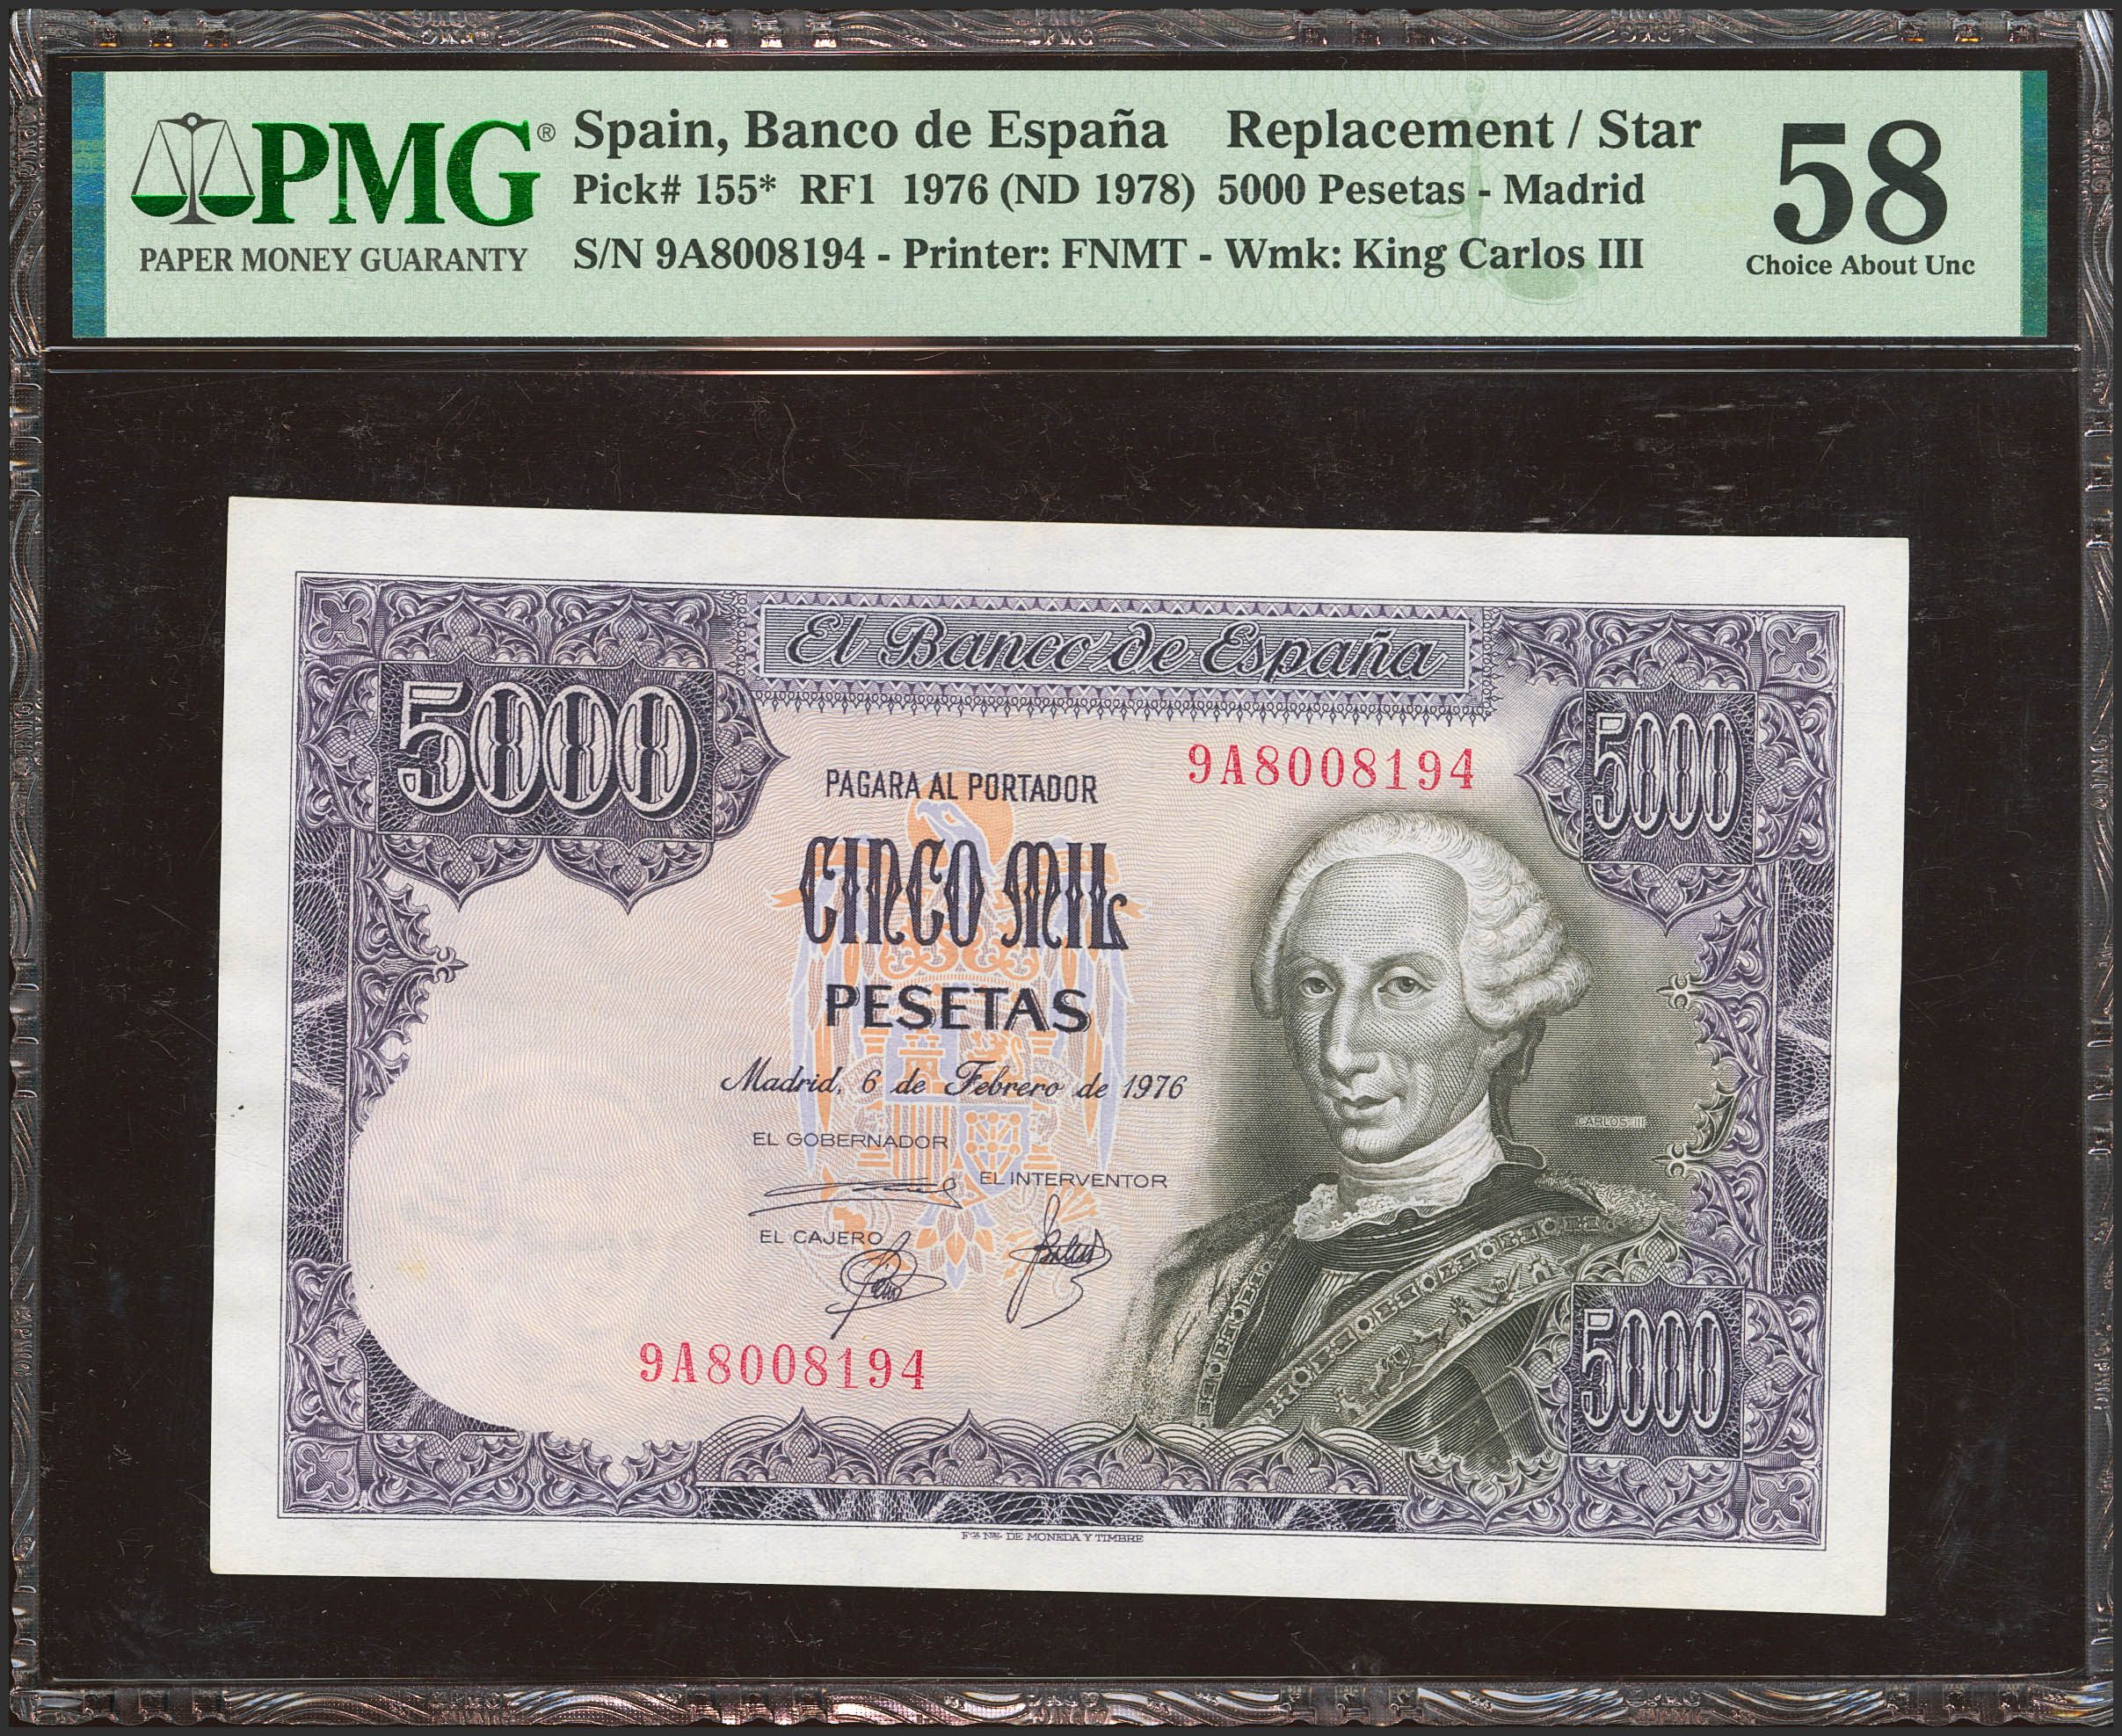 PMG®
PAPER MONEY GUARANTY
Spain, Banco de España Replacement / Star
Pick# 155* RF1 1976 (ND 1978) 5000 Pesetas - Madrid
S/N 9A8008194 - Printer: FNMT - Wmk: King Carlos III
58
Choice About Unc
El Banco de España
5000
5000
9A8008194
PAGARA AL PORTADOR
CINCO MIL
PESETAS
Madrid, 6 de Febrero de 1976
CARLOS III
EL GOBERNADOR
EL INTERVENTOR
EL CAJERO
9A8008194
5000
Fca. Nal. DE MONEDA Y TIMBRE